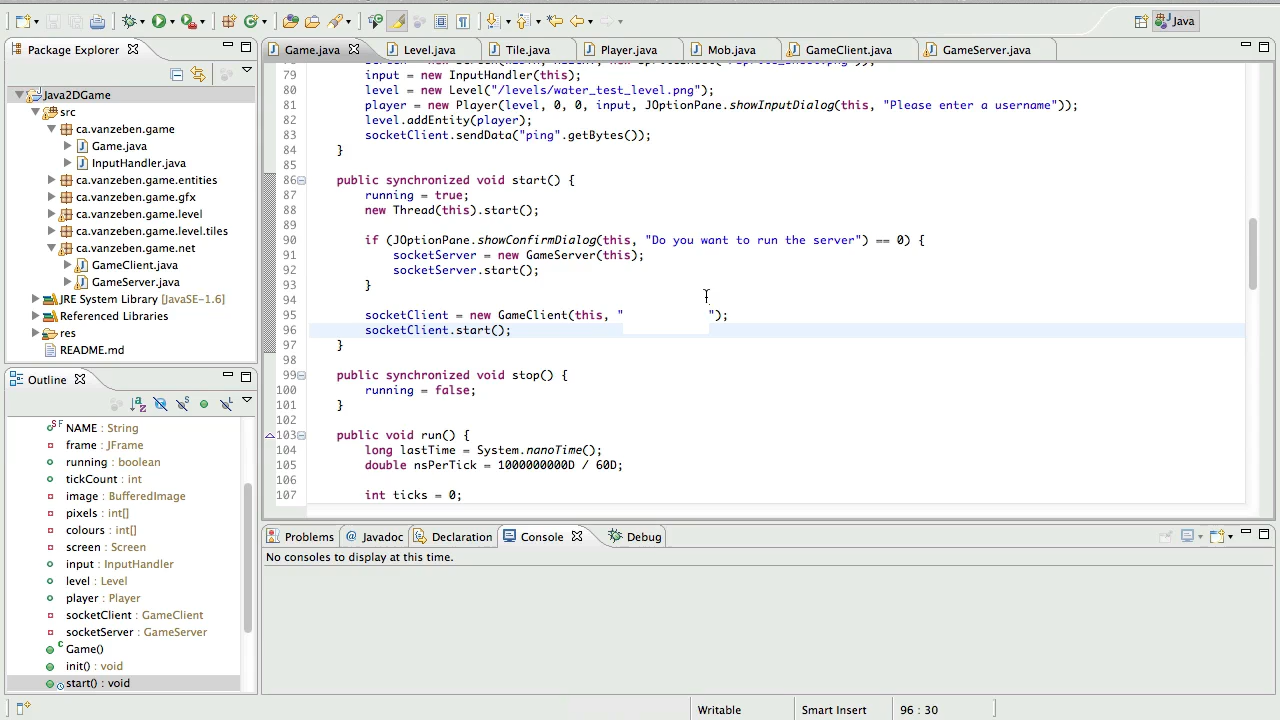 Java
Package Explorer
Game.java
Level.java
Tile.java
Player.java
Mob.java
GameClient.java
GameServer.java
Java2DGame
src
ca.vanzeben.game
Game.java
InputHandler.java
ca.vanzeben.game.entities
ca.vanzeben.game.gfx
ca.vanzeben.game.level
ca.vanzeben.game.level.tiles
ca.vanzeben.game.net
GameClient.java
GameServer.java
JRE System Library [JavaSE-1.6]
Referenced Libraries
res
README.md
79 input = new InputHandler(this);
80 level = new Level("/levels/water_test_level.png");
81 player = new Player(level, 0, 0, input, JOptionPane.showInputDialog(this, "Please enter a username"));
82 level.addEntity(player);
83 socketClient.sendData("ping".getBytes());
84 }
85
86 public synchronized void start() {
87 running = true;
88 new Thread(this).start();
89
90 if (JOptionPane.showConfirmDialog(this, "Do you want to run the server") == 0) {
91 socketServer = new GameServer(this);
92 socketServer.start();
93 }
94
95 socketClient = new GameClient(this, " ");
96 socketClient.start();
97 }
98
99 public synchronized void stop() {
100 running = false;
101 }
102
103 public void run() {
104 long lastTime = System.nanoTime();
105 double nsPerTick = 1000000000D / 60D;
106
107 int ticks = 0;
Outline
NAME : String
frame : JFrame
running : boolean
tickCount : int
image : BufferedImage
pixels : int[]
colours : int[]
screen : Screen
input : InputHandler
level : Level
player : Player
socketClient : GameClient
socketServer : GameServer
Game()
init() : void
start() : void
Problems
Javadoc
Declaration
Console
Debug
No consoles to display at this time.
Writable
Smart Insert
96 : 30